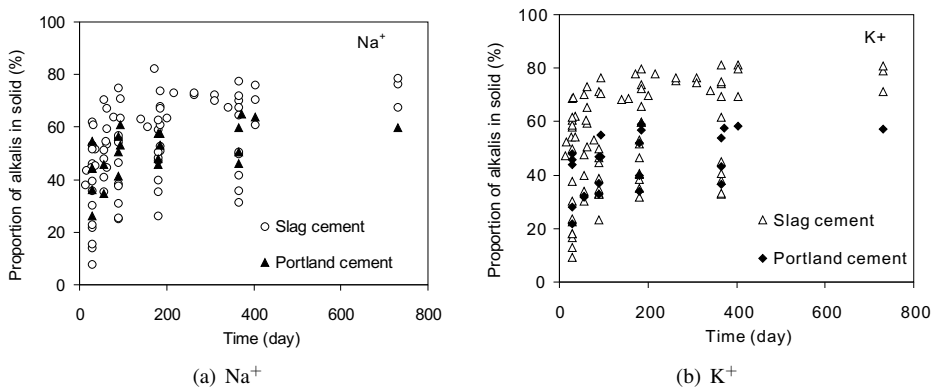 Proportion of alkalis in solid (%)
100
80
60
40
20
0
Na+
Slag cement
Portland cement
0 200 400 600 800
Time (day)
(a) Na+
Proportion of alkalis in solid (%)
100
80
60
40
20
0
K+
Slag cement
Portland cement
0 200 400 600 800
Time (day)
(b) K+